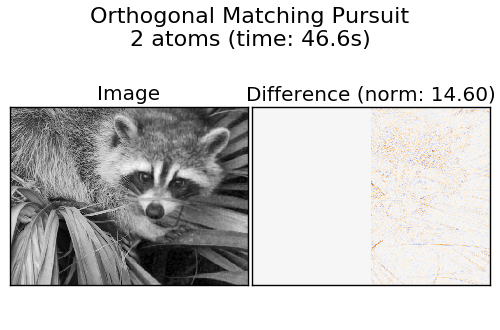 Orthogonal Matching Pursuit
2 atoms (time: 46.6s)
Image
Difference (norm: 14.60)